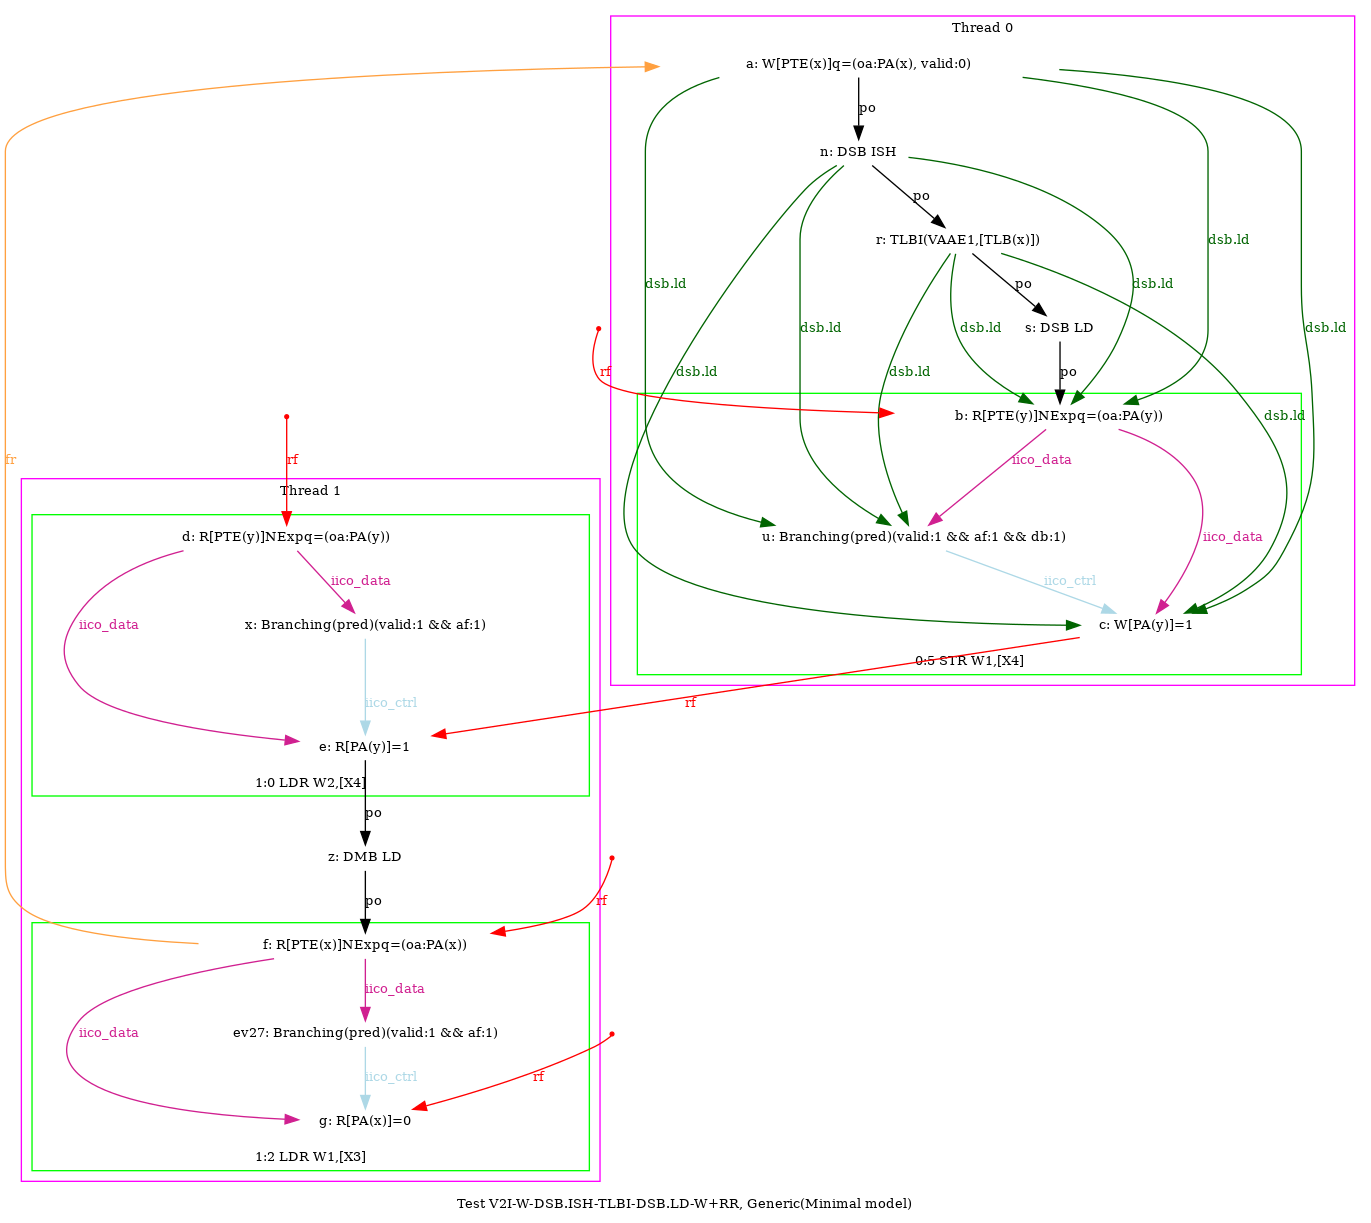 Thread 0
a: W[PTE(x)]q=(oa:PA(x), valid:0)
po
n: DSB ISH
po
r: TLBI(VAAE1,[TLB(x)])
dsb.ld
dsb.ld
dsb.ld
po
dsb.ld
dsb.ld
dsb.ld
s: DSB LD
dsb.ld
rf
dsb.ld
dsb.ld
po
b: R[PTE(y)]NExpq=(oa:PA(y))
iico_data
iico_data
u: Branching(pred)(valid:1 && af:1 && db:1)
iico_ctrl
c: W[PA(y)]=1
0:5 STR W1,[X4]
fr
rf
Thread 1
d: R[PTE(y)]NExpq=(oa:PA(y))
iico_data
iico_data
x: Branching(pred)(valid:1 && af:1)
iico_ctrl
rf
e: R[PA(y)]=1
1:0 LDR W2,[X4]
po
z: DMB LD
po
rf
f: R[PTE(x)]NExpq=(oa:PA(x))
iico_data
iico_data
ev27: Branching(pred)(valid:1 && af:1)
iico_ctrl
rf
g: R[PA(x)]=0
1:2 LDR W1,[X3]
Test V2I-W-DSB.ISH-TLBI-DSB.LD-W+RR, Generic(Minimal model)